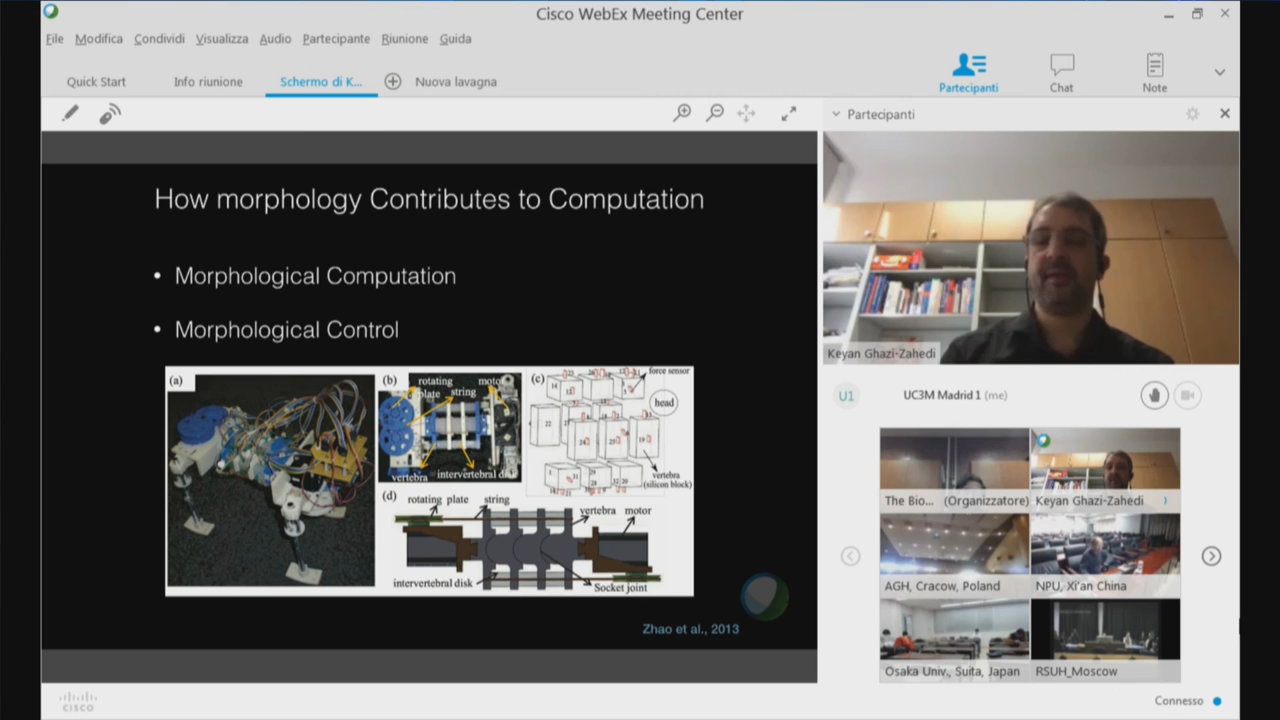 Cisco WebEx Meeting Center
File Modifica Condividi Visualizza Audio Partecipante Riunione Guida
Quick Start Info riunione Schermo di K... Nuova lavagna
Partecipanti Chat Note
Partecipanti
How morphology Contributes to Computation
• Morphological Computation
• Morphological Control
(a)
(b) rotating plate string motor
vertebra intervertebral disk
(c) force sensor
head
vertebra
(silicon block)
(d) rotating plate string vertebra motor
intervertebral disk Socket joint
Zhao et al., 2013
Keyan Ghazi-Zahedi
U1 UC3M Madrid 1 (me)
The Bio... (Organizzatore) Keyan Ghazi-Zahedi
AGH, Cracow, Poland NPU, Xi'an China
Osaka Univ., Suita, Japan RSUH_Moscow
CISCO
Connesso